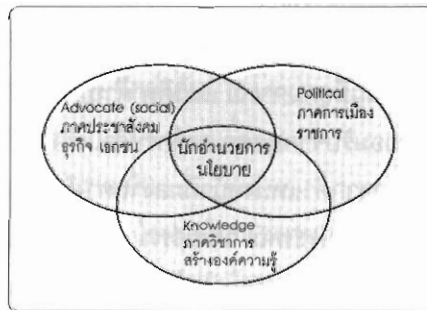 Advocate (social)
ภาคประชาสังคม
ธุรกิจ เอกชน
Political
ภาคการเมือง
ราชการ
นักอำนวยการ
นโยบาย
Knowledge
ภาควิชาการ
สร้างองค์ความรู้